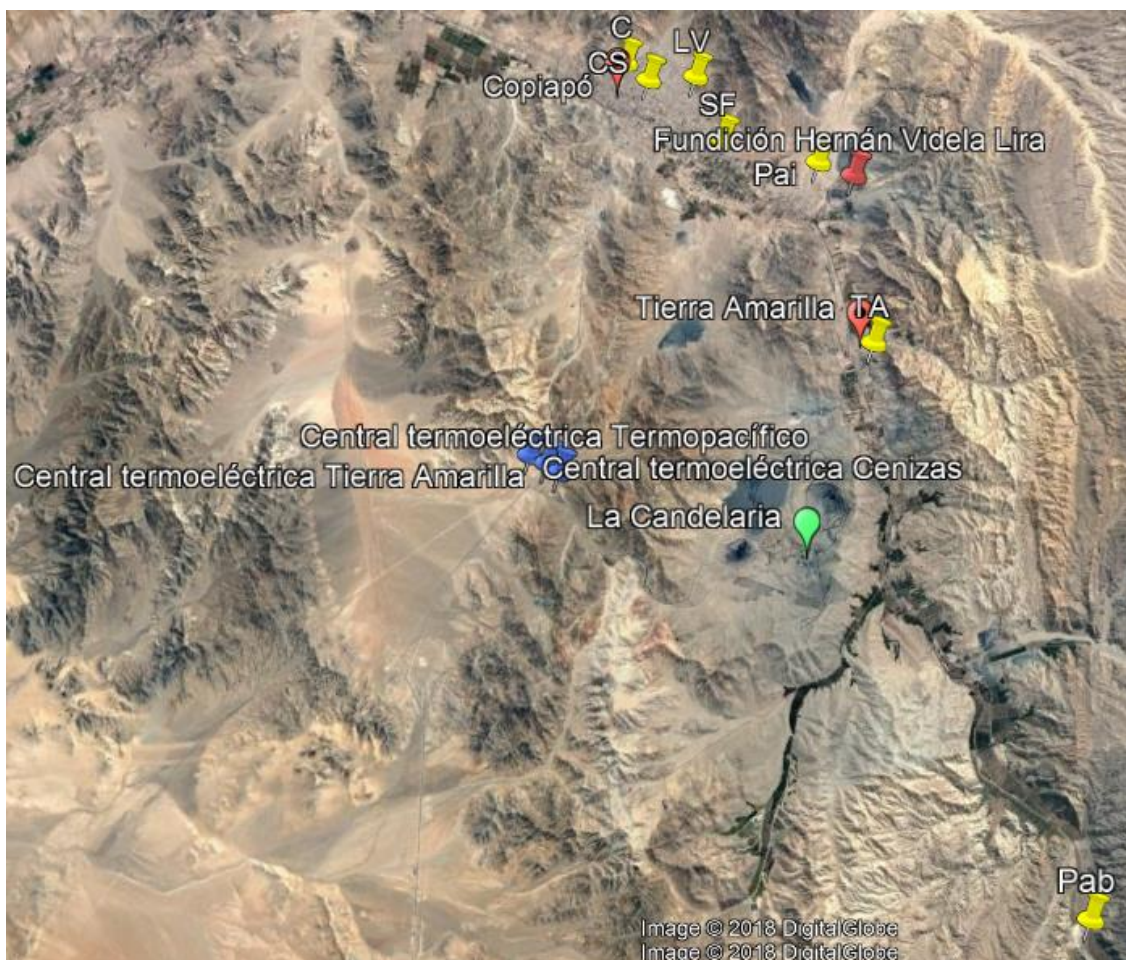 C
LV
CS
Copiapó
SF
Fundición Hernán Videla Lira
Pai
Tierra Amarilla TA
Central termoeléctrica Termopacífico
Central termoeléctrica Tierra Amarilla
Central termoeléctrica Cenizas
La Candelaria
Pab
Image © 2018 DigitalGlobe
Image © 2018 DigitalGlobe